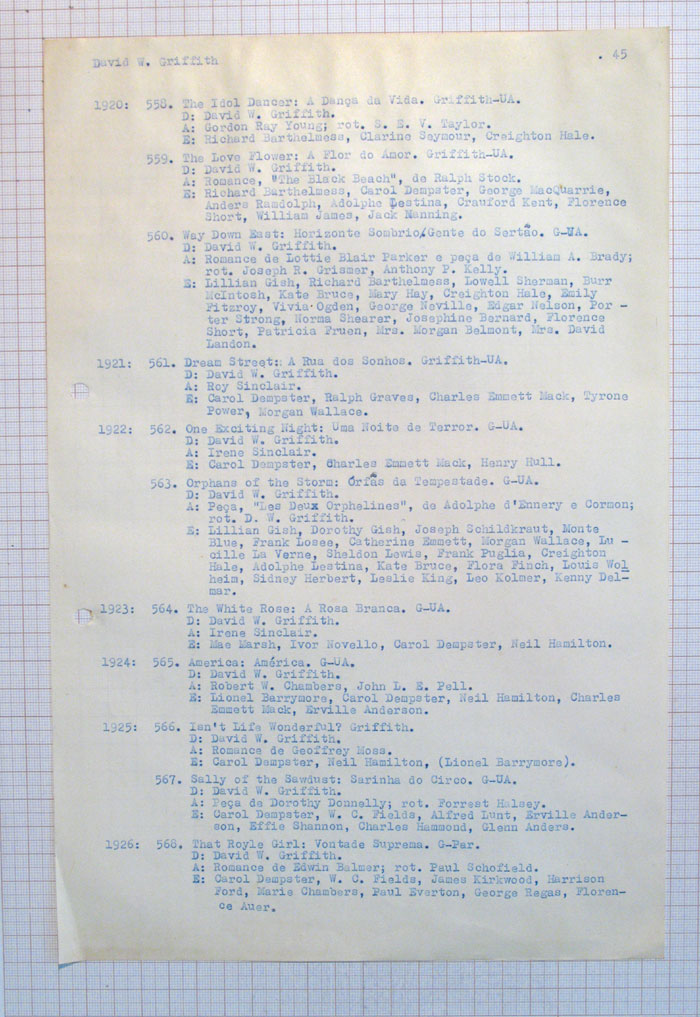 David W. Griffith . 45
1920: 558. The Idol Dancer: A Dança da Vida. Griffith-UA.
D: David W. Griffith.
A: Gordon Ray Young; rot. S. E. V. Taylor.
E: Richard Barthelmess, Clarine Seymour, Creighton Hale.
559. The Love Flower: A Flor do Amor. Griffith-UA.
D: David W. Griffith.
A: Romance, "The Black Beach", de Ralph Stock.
E: Richard Barthelmess, Carol Dempster, George MacQuarrie,
Anders Ramdolph, Adolphe Lestina, Crauford Kent, Florence
Short, William James, Jack Manning.
560. Way Down East: Horizonte Sombrio/Gente do Sertão. G-UA.
D: David W. Griffith.
A: Romance de Lottie Blair Parker e peça de William A. Brady;
rot. Joseph R. Grismer, Anthony P. Kelly.
E: Lillian Gish, Richard Barthelmess, Lowell Sherman, Burr
McIntosh, Kate Bruce, Mary Hay, Creighton Hale, Emily
Fitzroy, Vivia Ogden, George Neville, Edgar Nelson, Por -
ter Strong, Norma Shearer, Josephine Bernard, Florence
Short, Patricia Fruen, Mrs. Morgan Belmont, Mrs. David
Landon.
1921: 561. Dream Street: A Rua dos Sonhos. Griffith-UA.
D: David W. Griffith.
A: Roy Sinclair.
E: Carol Dempster, Ralph Graves, Charles Emmett Mack, Tyrone
Power, Morgan Wallace.
1922: 562. One Exciting Night: Uma Noite de Terror. G-UA.
D: David W. Griffith.
A: Irene Sinclair.
E: Carol Dempster, Charles Emmett Mack, Henry Hull.
563. Orphans of the Storm: Órfãs da Tempestade. G-UA.
D: David W. Griffith.
A: Peça, "Les Deux Orphelines", de Adolphe d'Ennery e Cormon;
rot. D. W. Griffith.
E: Lillian Gish, Dorothy Gish, Joseph Schildkraut, Monte
Blue, Frank Losee, Catherine Emmett, Morgan Wallace, Lu -
cille La Verne, Sheldon Lewis, Frank Puglia, Creighton
Hale, Adolphe Lestina, Kate Bruce, Flora Finch, Louis Wol
heim, Sidney Herbert, Leslie King, Leo Kolmer, Kenny Del-
mar.
1923: 564. The White Rose: A Rosa Branca. G-UA.
D: David W. Griffith.
A: Irene Sinclair.
E: Mae Marsh, Ivor Novello, Carol Dempster, Neil Hamilton.
1924: 565. America: América. G-UA.
D: David W. Griffith.
A: Robert W. Chambers, John L. E. Pell.
E: Lionel Barrymore, Carol Dempster, Neil Hamilton, Charles
Emmett Mack, Erville Anderson.
1925: 566. Isn't Life Wonderful? Griffith.
D: David W. Griffith.
A: Romance de Geoffrey Moss.
E: Carol Dempster, Neil Hamilton, (Lionel Barrymore).
567. Sally of the Sawdust: Sarinha do Circo. G-UA.
D: David W. Griffith.
A: Peça de Dorothy Donnelly; rot. Forrest Halsey.
E: Carol Dempster, W. C. Fields, Alfred Lunt, Erville Ander-
son, Effie Shannon, Charles Hammond, Glenn Anders.
1926: 568. That Royle Girl: Vontade Suprema. G-Par.
D: David W. Griffith.
A: Romance de Edwin Balmer; rot. Paul Schofield.
E: Carol Dempster, W. C. Fields, James Kirkwood, Harrison
Ford, Marie Chambers, Paul Everton, George Regas, Floren-
ce Auer.